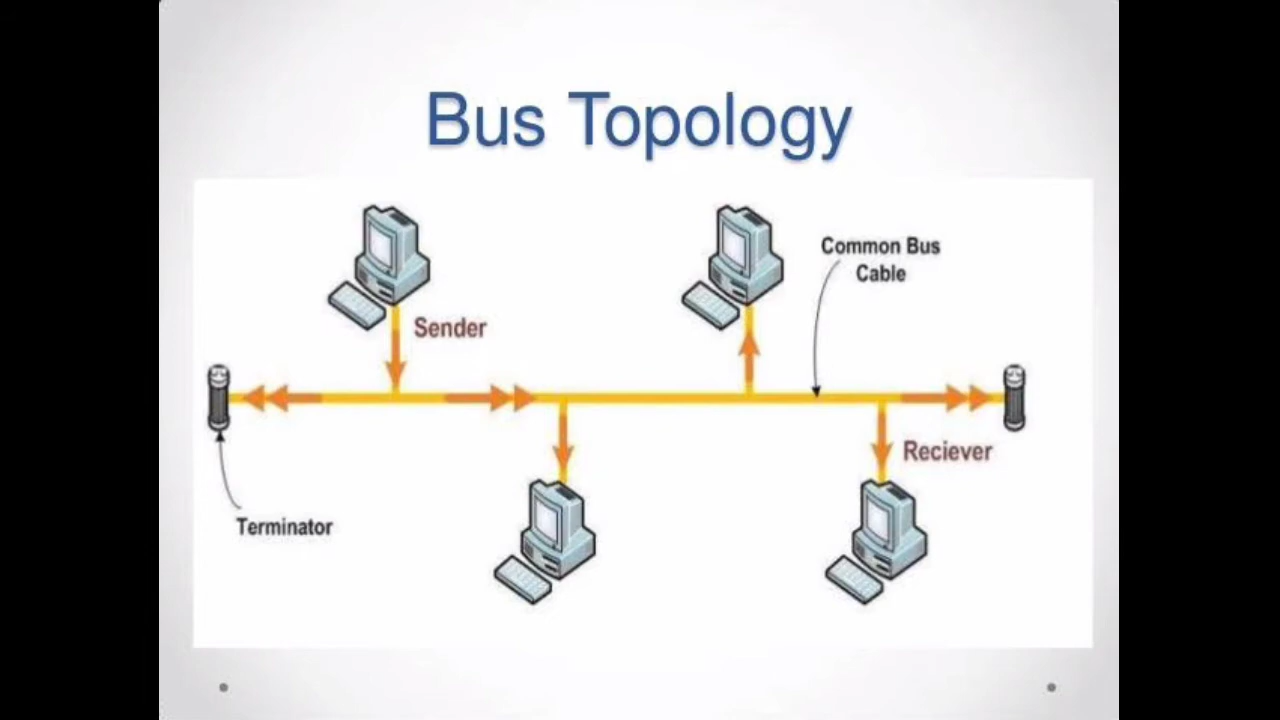 Bus Topology
Common Bus
Cable
Sender
Reciever
Terminator